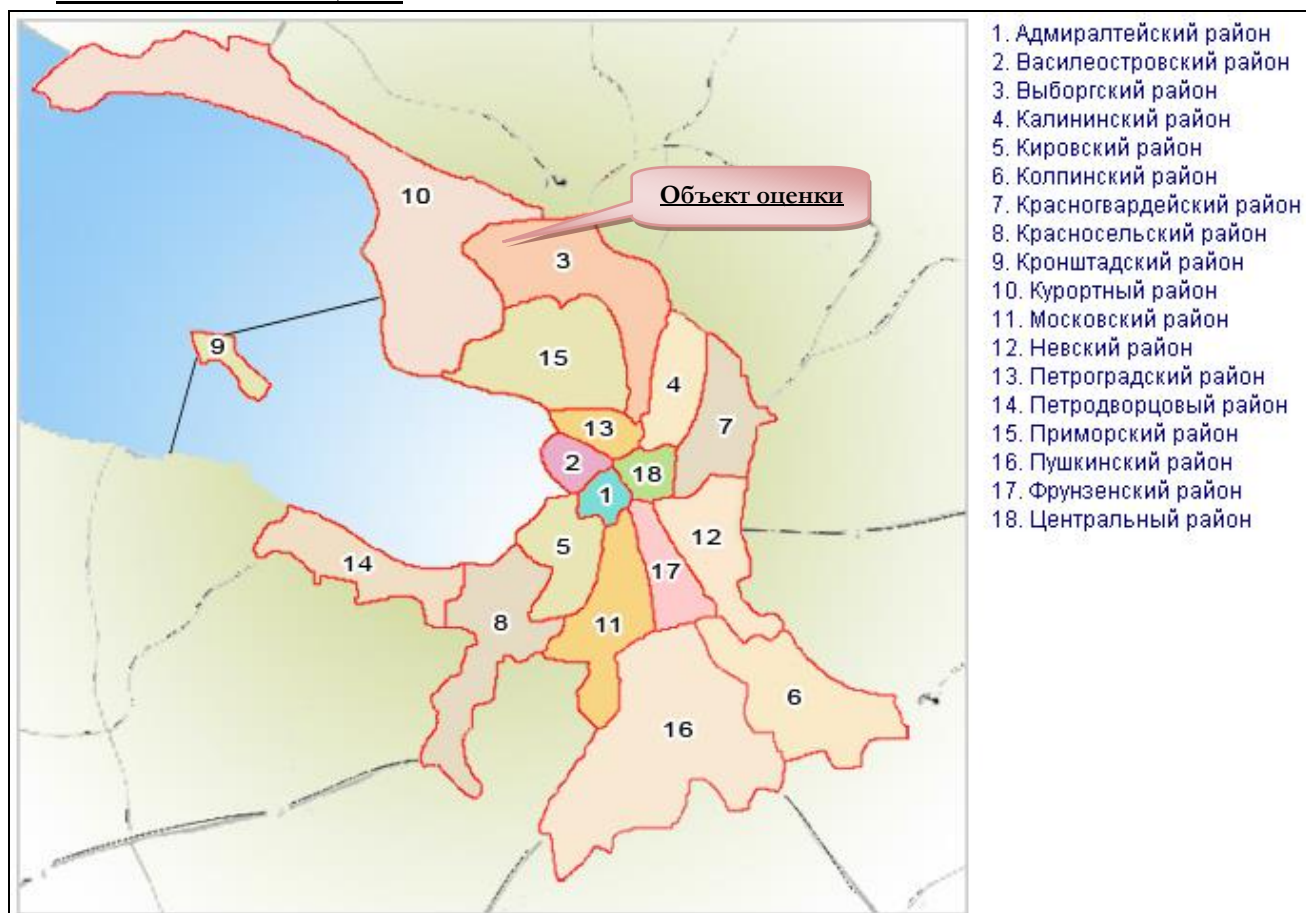 Объект оценки
10
3
9
15
4
13
7
2
18
1
12
5
17
14
8
11
6
16
1. Адмиралтейский район
2. Василеостровский район
3. Выборгский район
4. Калининский район
5. Кировский район
6. Колпинский район
7. Красногвардейский район
8. Красносельский район
9. Кронштадский район
10. Курортный район
11. Московский район
12. Невский район
13. Петроградский район
14. Петродворцовый район
15. Приморский район
16. Пушкинский район
17. Фрунзенский район
18. Центральный район